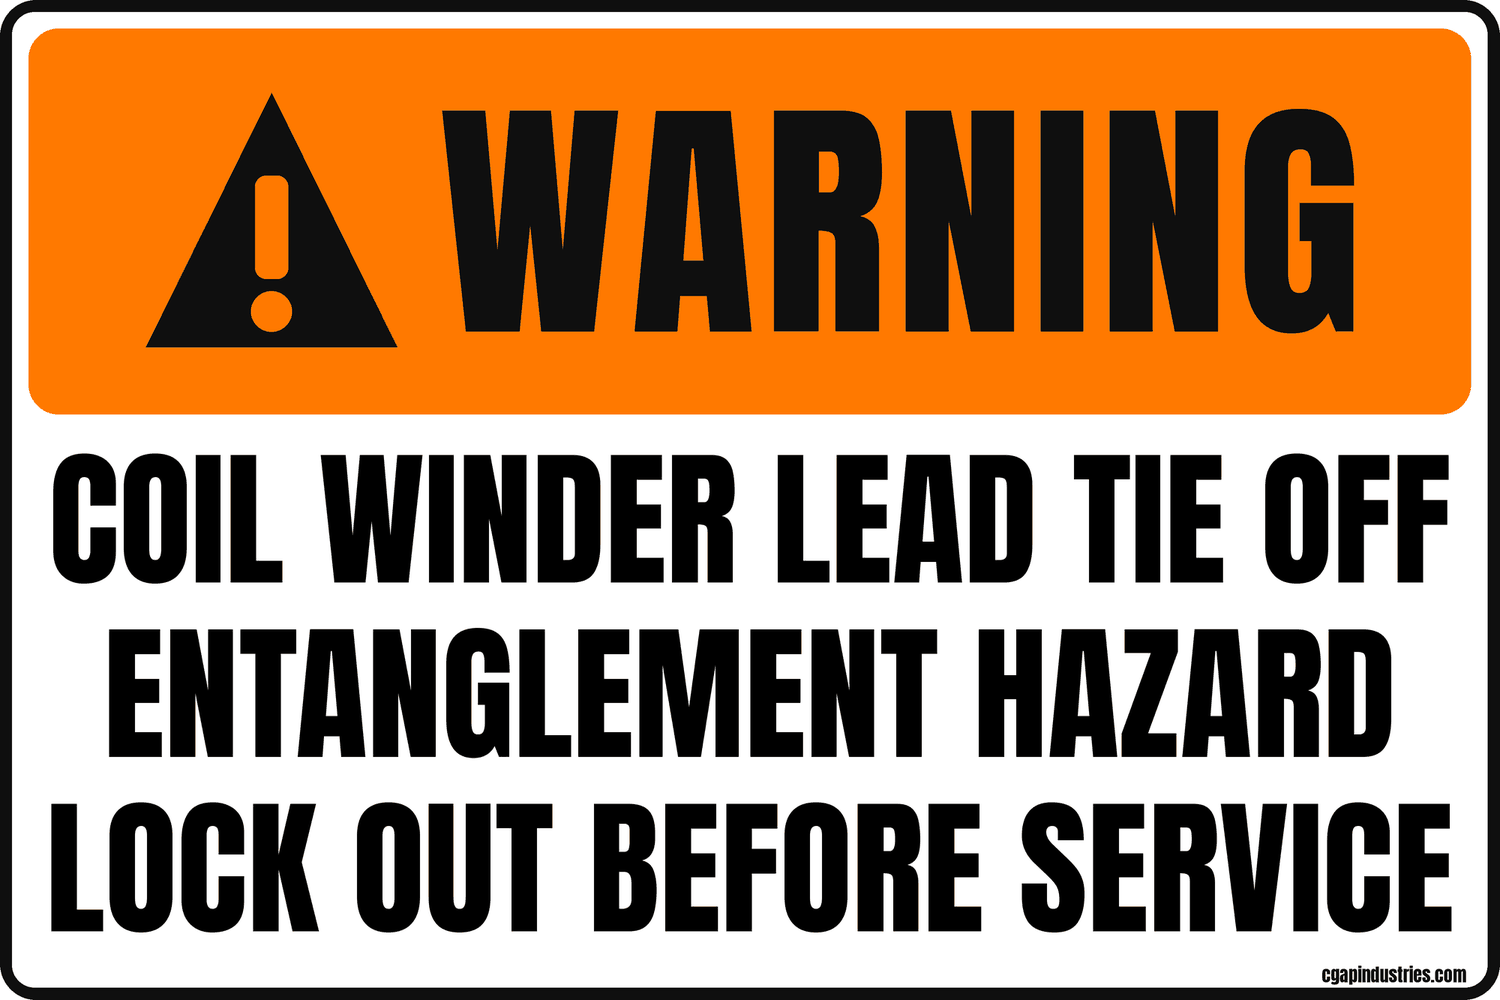 WARNING
COIL WINDER LEAD TIE OFF
ENTANGLEMENT HAZARD
LOCK OUT BEFORE SERVICE
cgapindustries.com